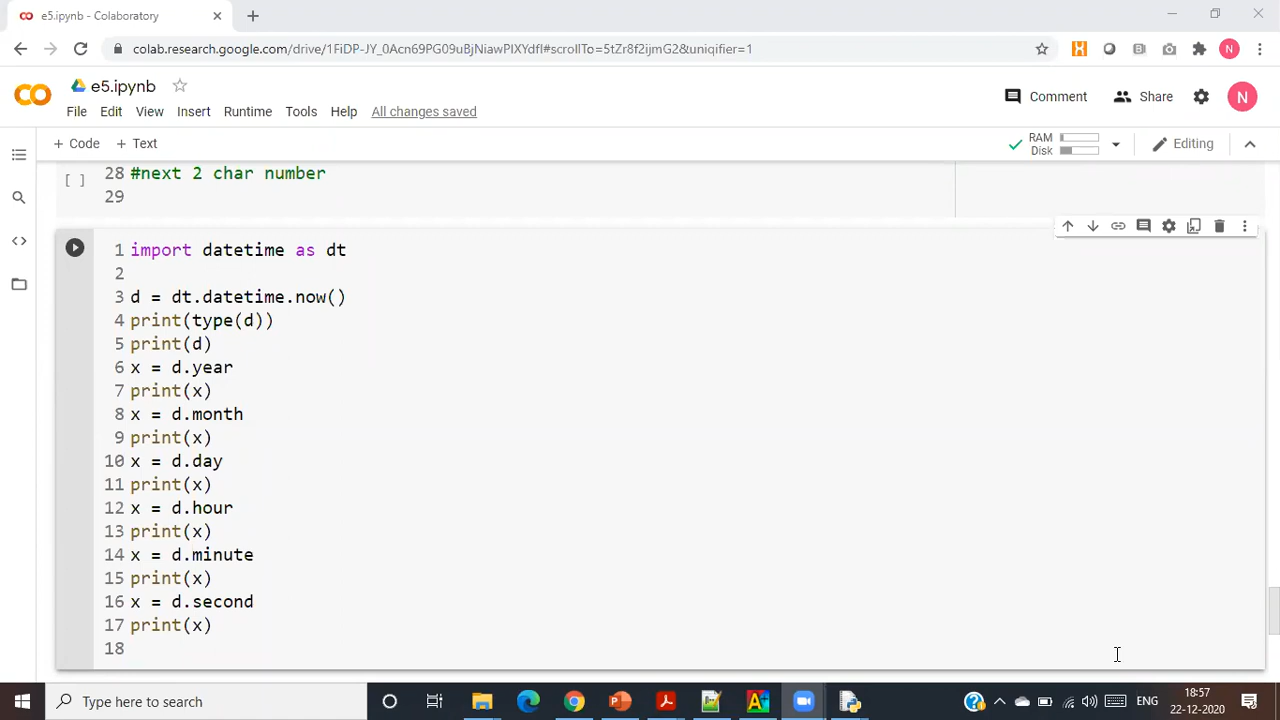 e5.ipynb - Colaboratory
colab.research.google.com/drive/1FiDP-JY_0Acn69PG09uBjNiawPIXYdfI#scrollTo=5tZr8f2ijmG2&uniqifier=1
N
e5.ipynb
Comment Share N
File Edit View Insert Runtime Tools Help All changes saved
+ Code + Text RAM Disk Editing
[ ] 28 #next 2 char number
29
1 import datetime as dt
2
3 d = dt.datetime.now()
4 print(type(d))
5 print(d)
6 x = d.year
7 print(x)
8 x = d.month
9 print(x)
10 x = d.day
11 print(x)
12 x = d.hour
13 print(x)
14 x = d.minute
15 print(x)
16 x = d.second
17 print(x)
18
Type here to search ENG 18:57
22-12-2020